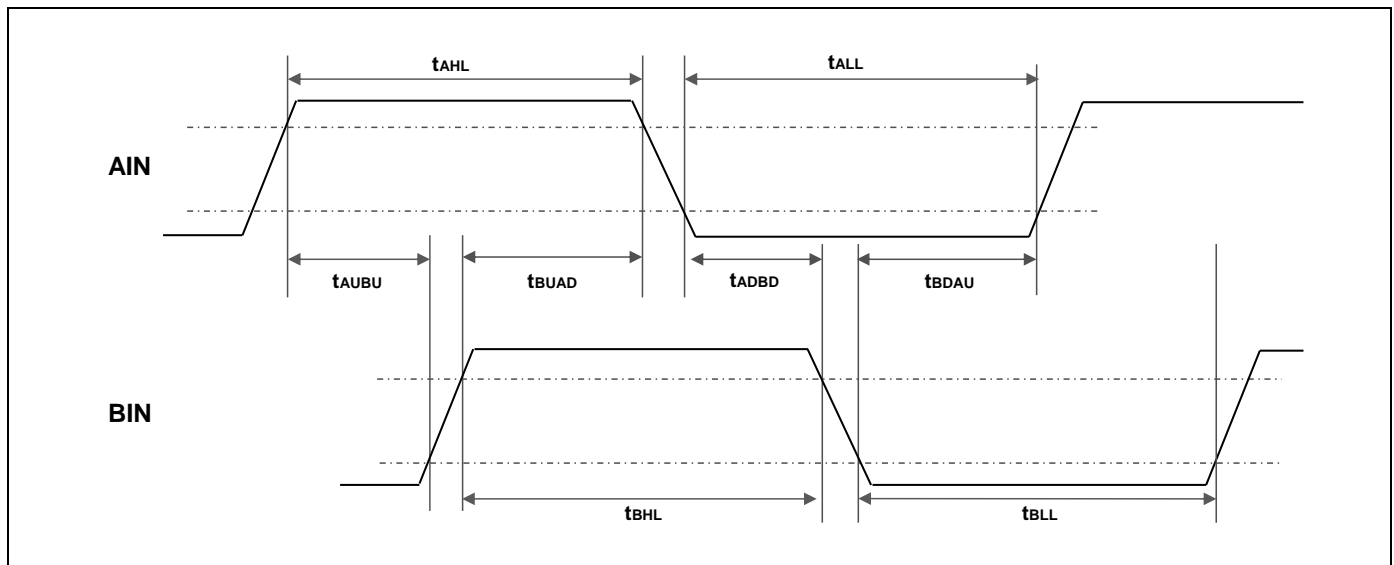 tAHL tALL
AIN
tAUBU tBUAD tADBD tBDAU
BIN
tBHL tBLL